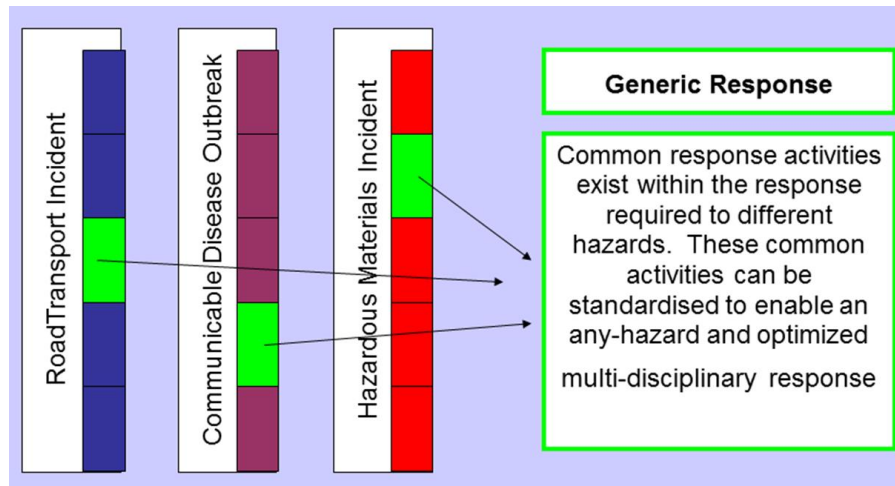 RoadTransport Incident
Communicable Disease Outbreak
Hazardous Materials Incident
Generic Response
Common response activities
exist within the response
required to different
hazards.  These common
activities can be
standardised to enable an
any-hazard and optimized
multi-disciplinary response